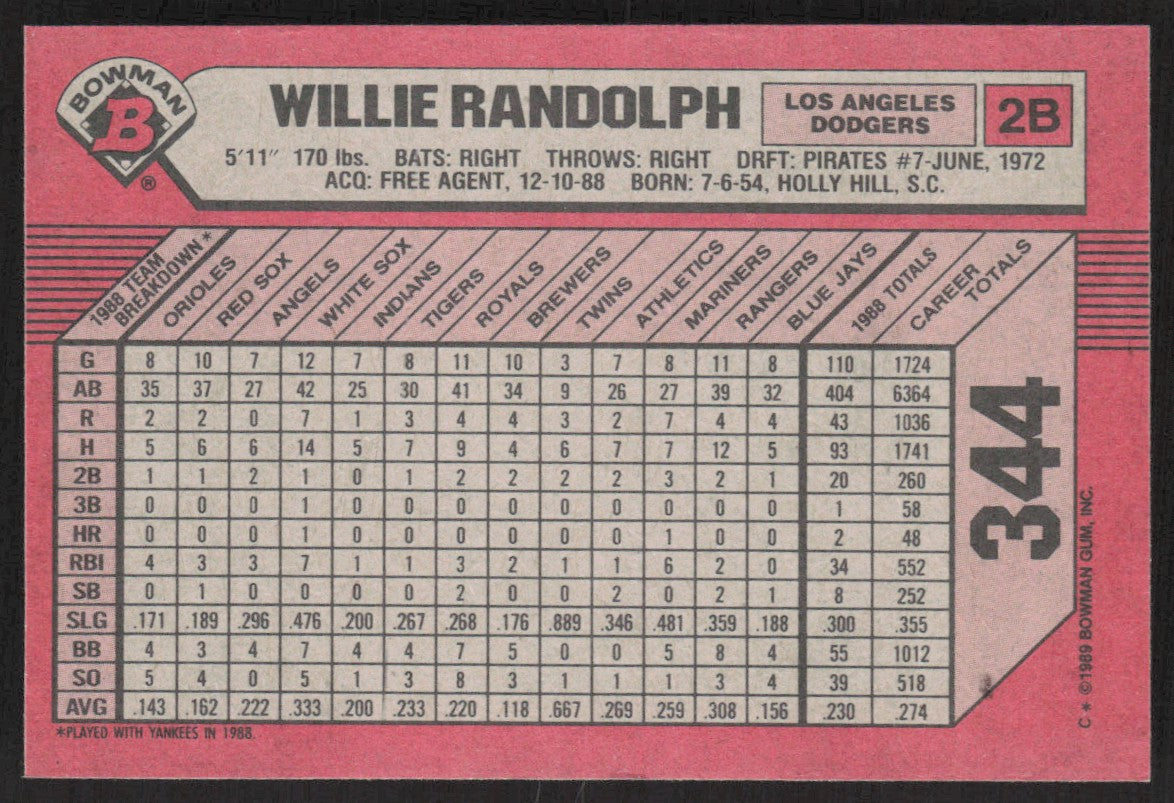 BOWMAN
B
®
WILLIE RANDOLPH
LOS ANGELES
DODGERS
2B
5'11" 170 lbs. BATS: RIGHT THROWS: RIGHT DRFT: PIRATES #7-JUNE, 1972
ACQ: FREE AGENT, 12-10-88 BORN: 7-6-54, HOLLY HILL, S.C.
1988 TEAM BREAKDOWN * ORIOLES RED SOX ANGELS WHITE SOX INDIANS TIGERS ROYALS BREWERS TWINS ATHLETICS MARINERS RANGERS BLUE JAYS 1988 TOTALS CAREER TOTALS
G 8 10 7 12 7 8 11 10 3 7 8 11 8 110 1724
AB 35 37 27 42 25 30 41 34 9 26 27 39 32 404 6364
R 2 2 0 7 1 3 4 4 3 2 7 4 4 43 1036
H 5 6 6 14 5 7 9 4 6 7 7 12 5 93 1741
2B 1 1 2 1 0 1 2 2 2 2 3 2 1 20 260
3B 0 0 0 1 0 0 0 0 0 0 0 0 0 1 58
HR 0 0 0 1 0 0 0 0 0 0 1 0 0 2 48
RBI 4 3 3 7 1 1 3 2 1 1 6 2 0 34 552
SB 0 1 0 0 0 0 2 0 0 2 0 2 1 8 252
SLG .171 .189 .296 .476 .200 .267 .268 .176 .889 .346 .481 .359 .188 .300 .355
BB 4 3 4 7 4 4 7 5 0 0 5 8 4 55 1012
SO 5 4 0 5 1 3 8 3 1 1 1 3 4 39 518
AVG .143 .162 .222 .333 .200 .233 .220 .118 .667 .269 .259 .308 .156 .230 .274
*PLAYED WITH YANKEES IN 1988.
344
C * ©1989 BOWMAN GUM, INC.